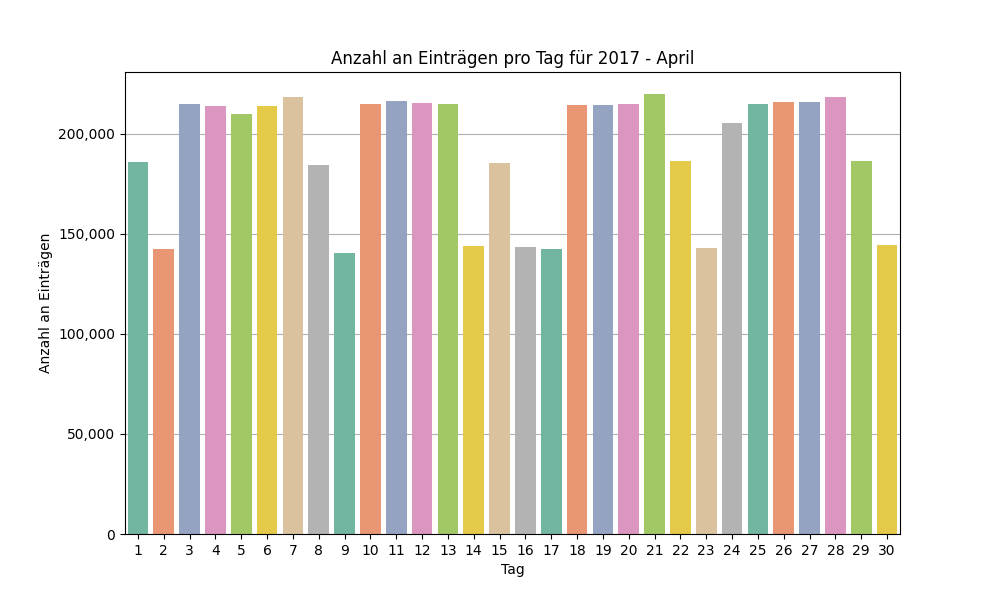 Anzahl an Einträgen pro Tag für 2017 - April
200,000
150,000
100,000
50,000
0
Anzahl an Einträgen
1 2 3 4 5 6 7 8 9 10 11 12 13 14 15 16 17 18 19 20 21 22 23 24 25 26 27 28 29 30
Tag